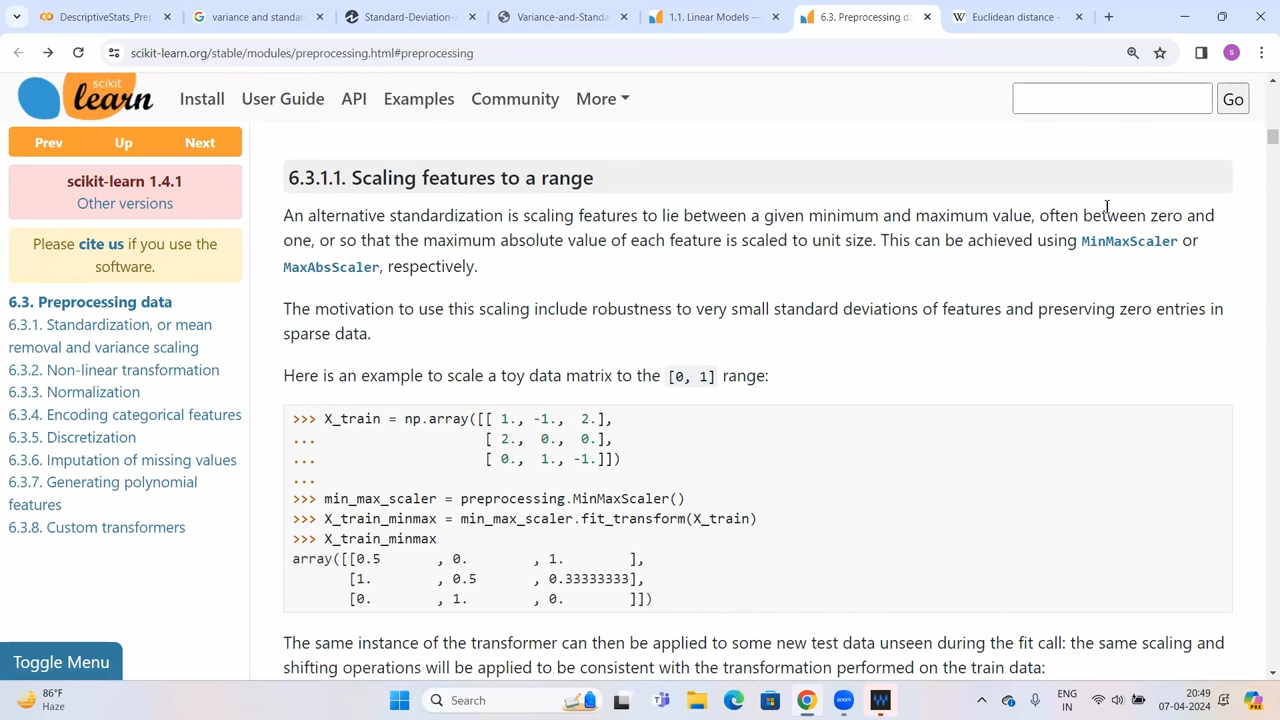 DescriptiveStats_Prep
variance and standar
Standard-Deviation-
Variance-and-Standa
1.1. Linear Models —
6.3. Preprocessing da
Euclidean distance -
scikit-learn.org/stable/modules/preprocessing.html#preprocessing
S
scikit
learn
Install User Guide API Examples Community More
Go
Prev Up Next
scikit-learn 1.4.1
Other versions
Please cite us if you use the
software.
6.3. Preprocessing data
6.3.1. Standardization, or mean
removal and variance scaling
6.3.2. Non-linear transformation
6.3.3. Normalization
6.3.4. Encoding categorical features
6.3.5. Discretization
6.3.6. Imputation of missing values
6.3.7. Generating polynomial
features
6.3.8. Custom transformers
Toggle Menu
6.3.1.1. Scaling features to a range
An alternative standardization is scaling features to lie between a given minimum and maximum value, often between zero and
one, or so that the maximum absolute value of each feature is scaled to unit size. This can be achieved using MinMaxScaler or
MaxAbsScaler, respectively.
The motivation to use this scaling include robustness to very small standard deviations of features and preserving zero entries in
sparse data.
Here is an example to scale a toy data matrix to the [0, 1] range:
>>> X_train = np.array([[ 1., -1., 2.],
... [ 2., 0., 0.],
... [ 0., 1., -1.]])
...
>>> min_max_scaler = preprocessing.MinMaxScaler()
>>> X_train_minmax = min_max_scaler.fit_transform(X_train)
>>> X_train_minmax
array([[0.5 , 0. , 1. ],
[1. , 0.5 , 0.33333333],
[0. , 1. , 0. ]])
The same instance of the transformer can then be applied to some new test data unseen during the fit call: the same scaling and
shifting operations will be applied to be consistent with the transformation performed on the train data:
86°F
Haze
Search
zoom
ENG
IN
20:49
07-04-2024
PRE